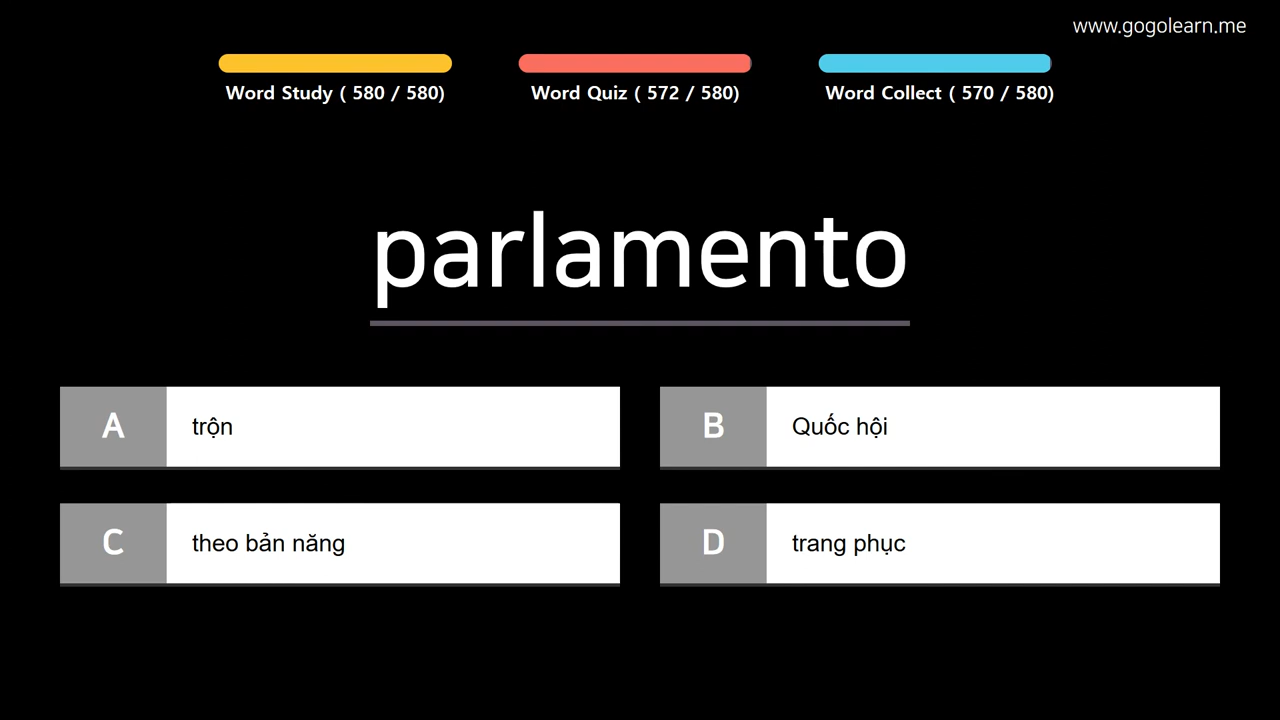 www.gogolearn.me
Word Study ( 580 / 580)
Word Quiz ( 572 / 580)
Word Collect ( 570 / 580)
parlamento
A
trộn
B
Quốc hội
C
theo bản năng
D
trang phục